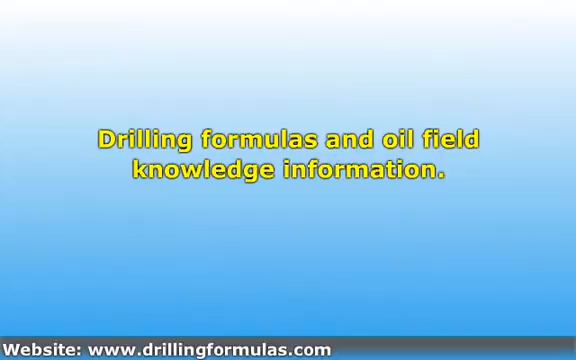 Drilling formulas and oil field
knowledge information.
Website: www.drillingformulas.com